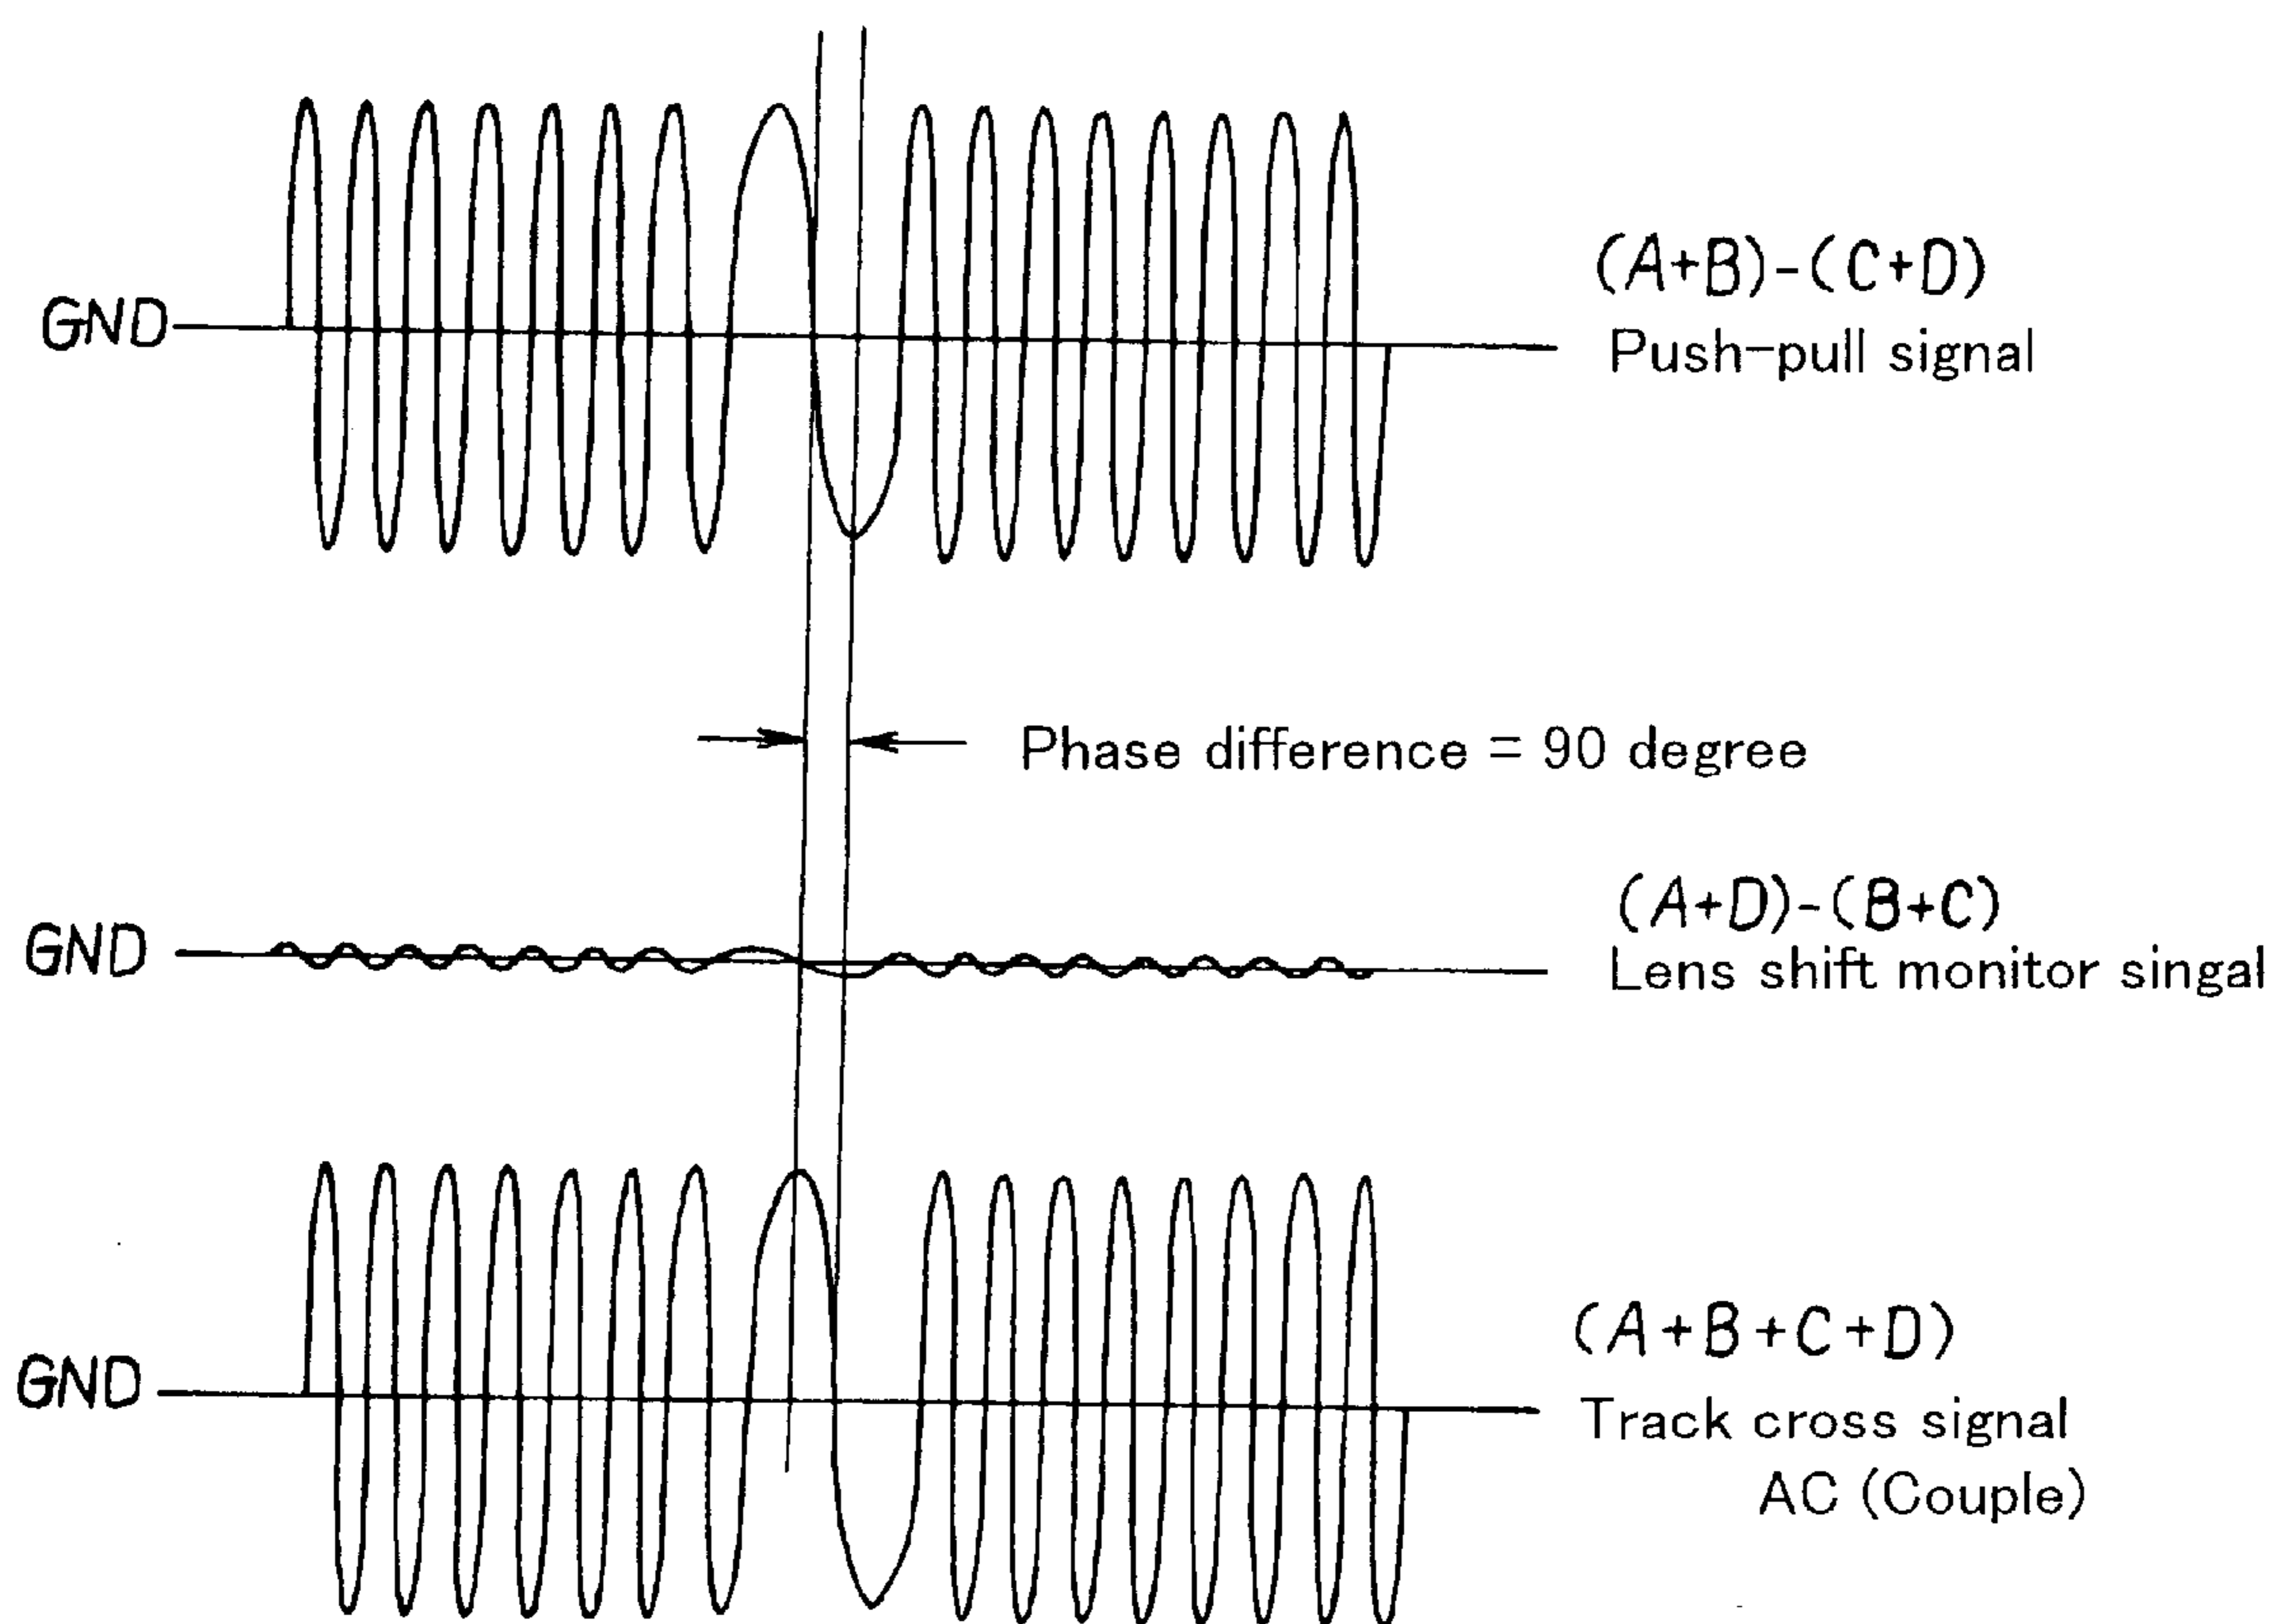 (A+B)-(C+D)
GND
Push-pull signal
Phase difference = 90 degree
(A+D)-(B+C)
GND
Lens shift monitor singal
(A+B+C+D)
GND
Track cross signal
AC (Couple)